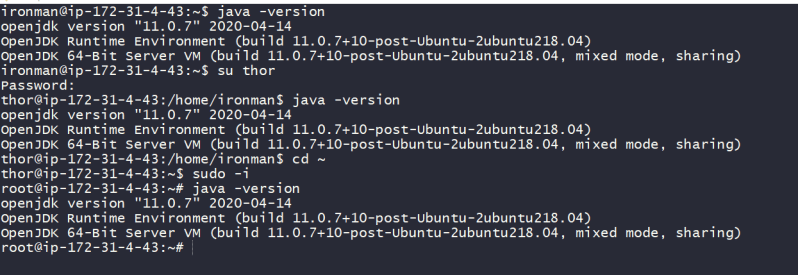 ironman@ip-172-31-4-43:~$ java -version
openjdk version "11.0.7" 2020-04-14
OpenJDK Runtime Environment (build 11.0.7+10-post-Ubuntu-2ubuntu218.04)
OpenJDK 64-Bit Server VM (build 11.0.7+10-post-Ubuntu-2ubuntu218.04, mixed mode, sharing)
ironman@ip-172-31-4-43:~$ su thor
Password:
thor@ip-172-31-4-43:/home/ironman$ java -version
openjdk version "11.0.7" 2020-04-14
OpenJDK Runtime Environment (build 11.0.7+10-post-Ubuntu-2ubuntu218.04)
OpenJDK 64-Bit Server VM (build 11.0.7+10-post-Ubuntu-2ubuntu218.04, mixed mode, sharing)
thor@ip-172-31-4-43:/home/ironman$ cd ~
thor@ip-172-31-4-43:~$ sudo -i
root@ip-172-31-4-43:~# java -version
openjdk version "11.0.7" 2020-04-14
OpenJDK Runtime Environment (build 11.0.7+10-post-Ubuntu-2ubuntu218.04)
OpenJDK 64-Bit Server VM (build 11.0.7+10-post-Ubuntu-2ubuntu218.04, mixed mode, sharing)
root@ip-172-31-4-43:~#